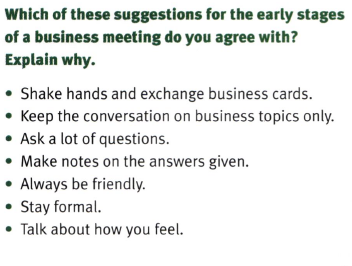 Which of these suggestions for the early stages
of a business meeting do you agree with?
Explain why.
• Shake hands and exchange business cards.
• Keep the conversation on business topics only.
• Ask a lot of questions.
• Make notes on the answers given.
• Always be friendly.
• Stay formal.
• Talk about how you feel.